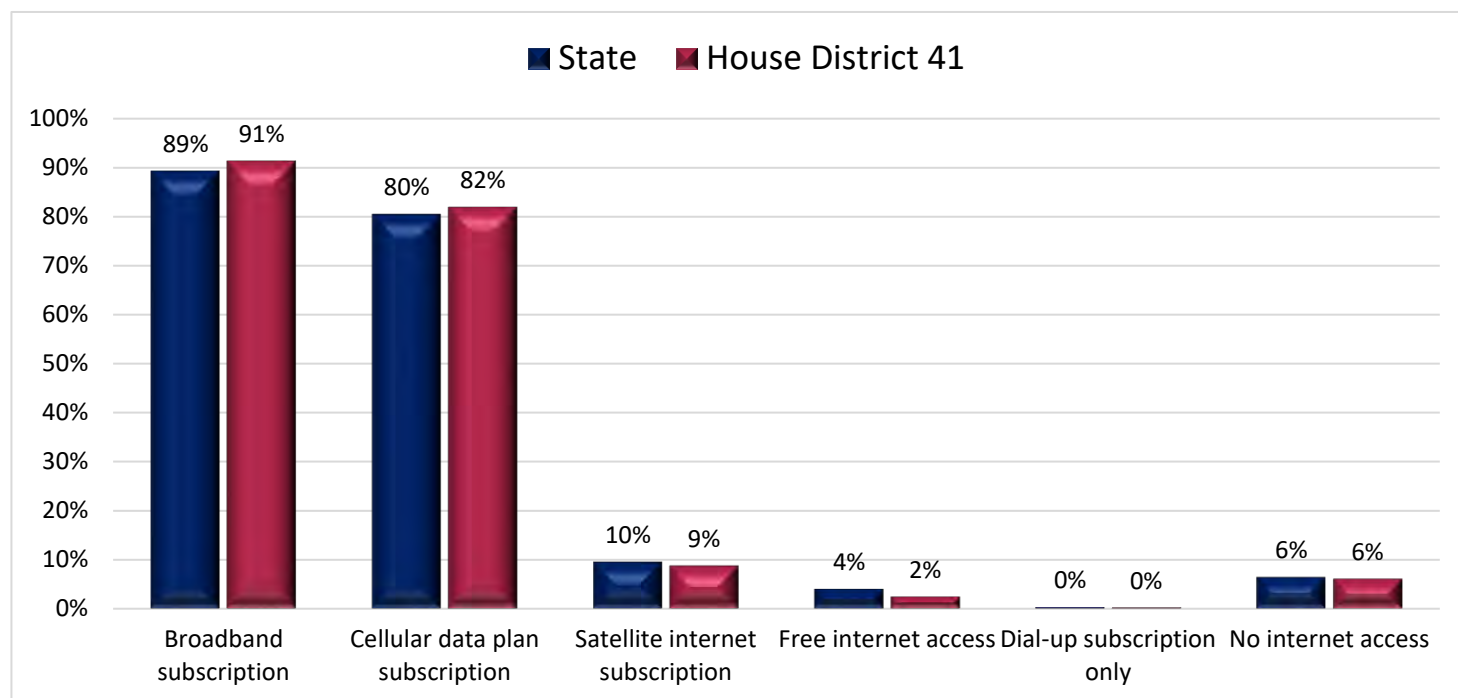 State House District 41
100%
90%
80%
70%
60%
50%
40%
30%
20%
10%
0%
89% 91%
80% 82%
10% 9%
4% 2%
0% 0%
6% 6%
Broadband
subscription
Cellular data plan
subscription
Satellite internet
subscription
Free internet access
Dial-up subscription
only
No internet access